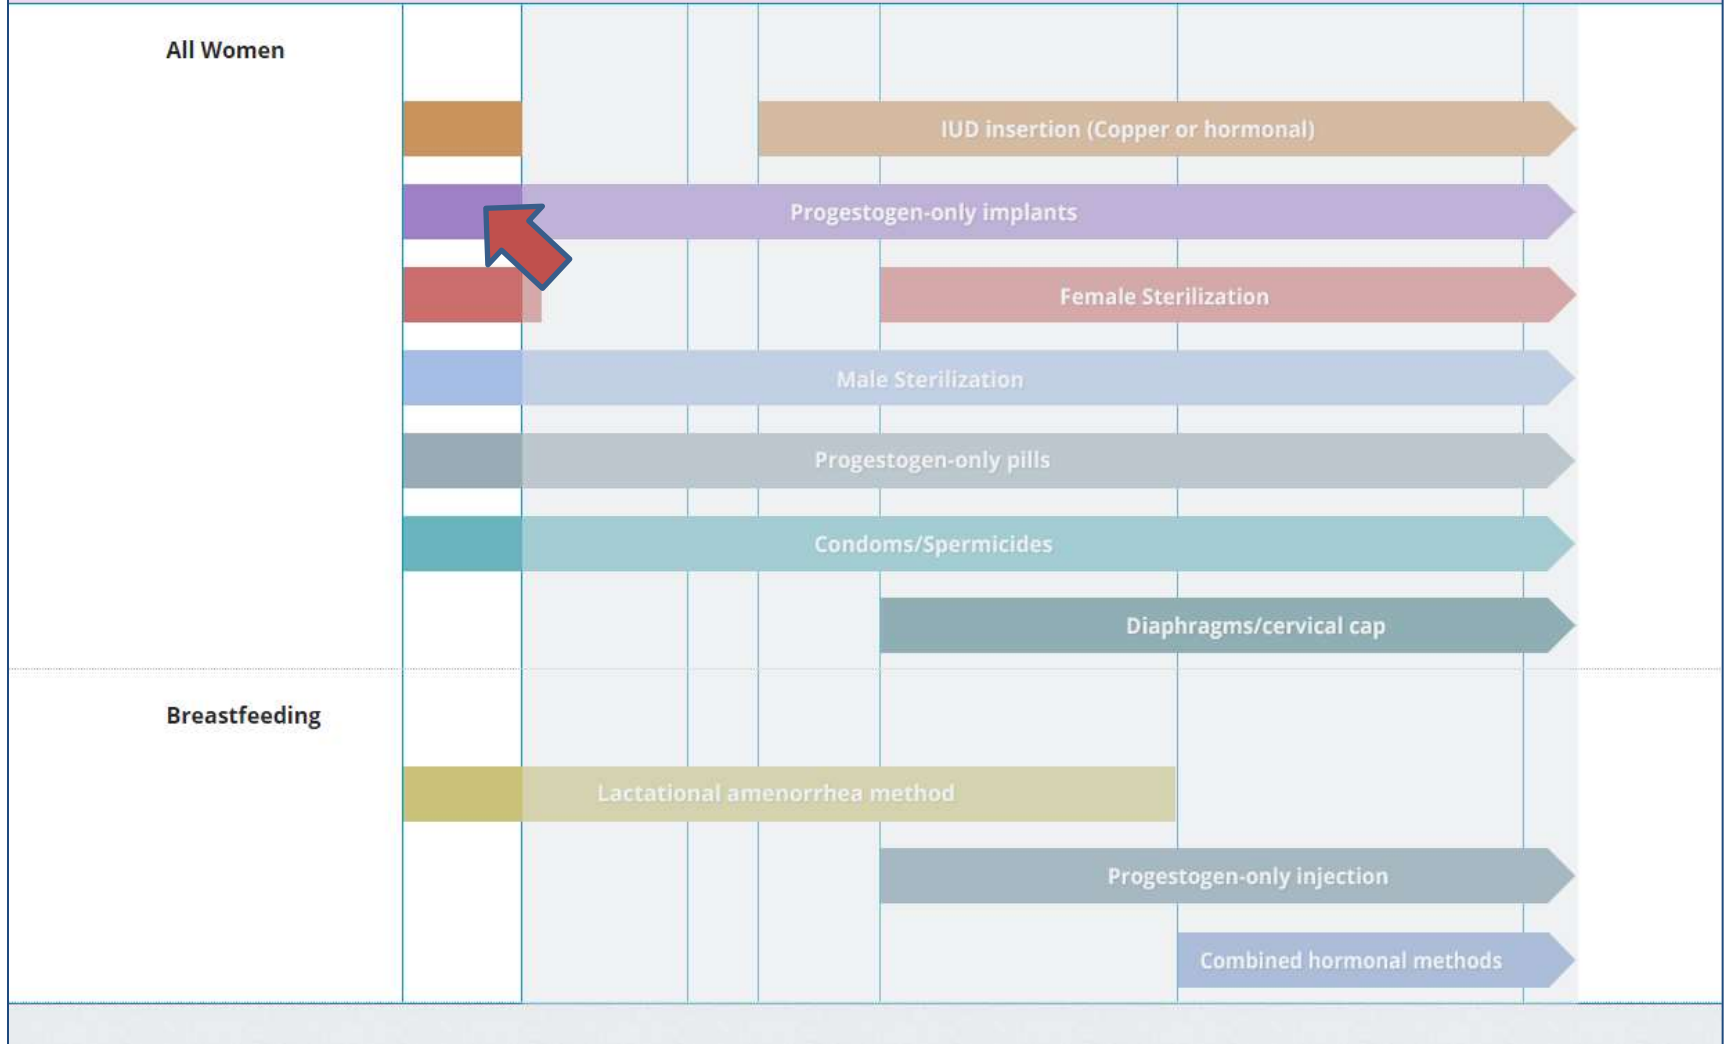 All Women
IUD insertion (Copper or hormonal)
Progestogen-only implants
Female Sterilization
Male Sterilization
Progestogen-only pills
Condoms/Spermicides
Diaphragms/cervical cap
Breastfeeding
Lactational amenorrhea method
Progestogen-only injection
Combined hormonal methods